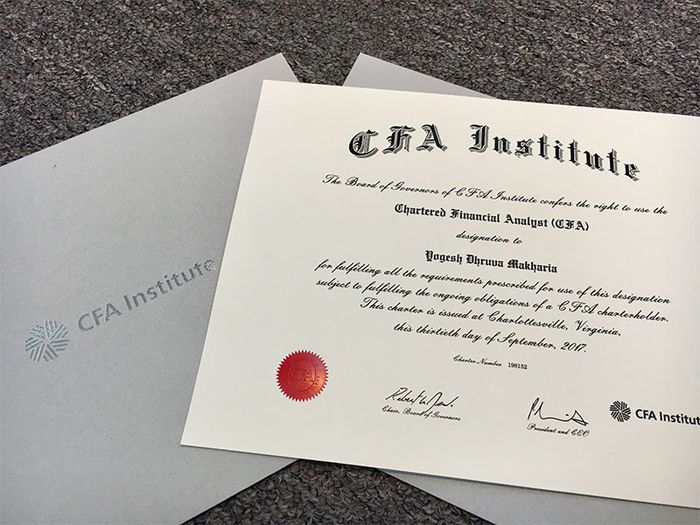 CFA Institute
The Board of Governors of CFA Institute confers the right to use the
Chartered Financial Analyst (CFA)
designation to
Yogesh Dhruva Makharia
for fulfilling all the requirements prescribed for use of this designation
subject to fulfilling the ongoing obligations of a CFA charterholder.
This charter is issued at Charlottesville, Virginia,
this thirtieth day of September, 2017.
Charter Number 198152
CFA
Chair, Board of Governors
President and CEO
CFA Institut
CFA Institute